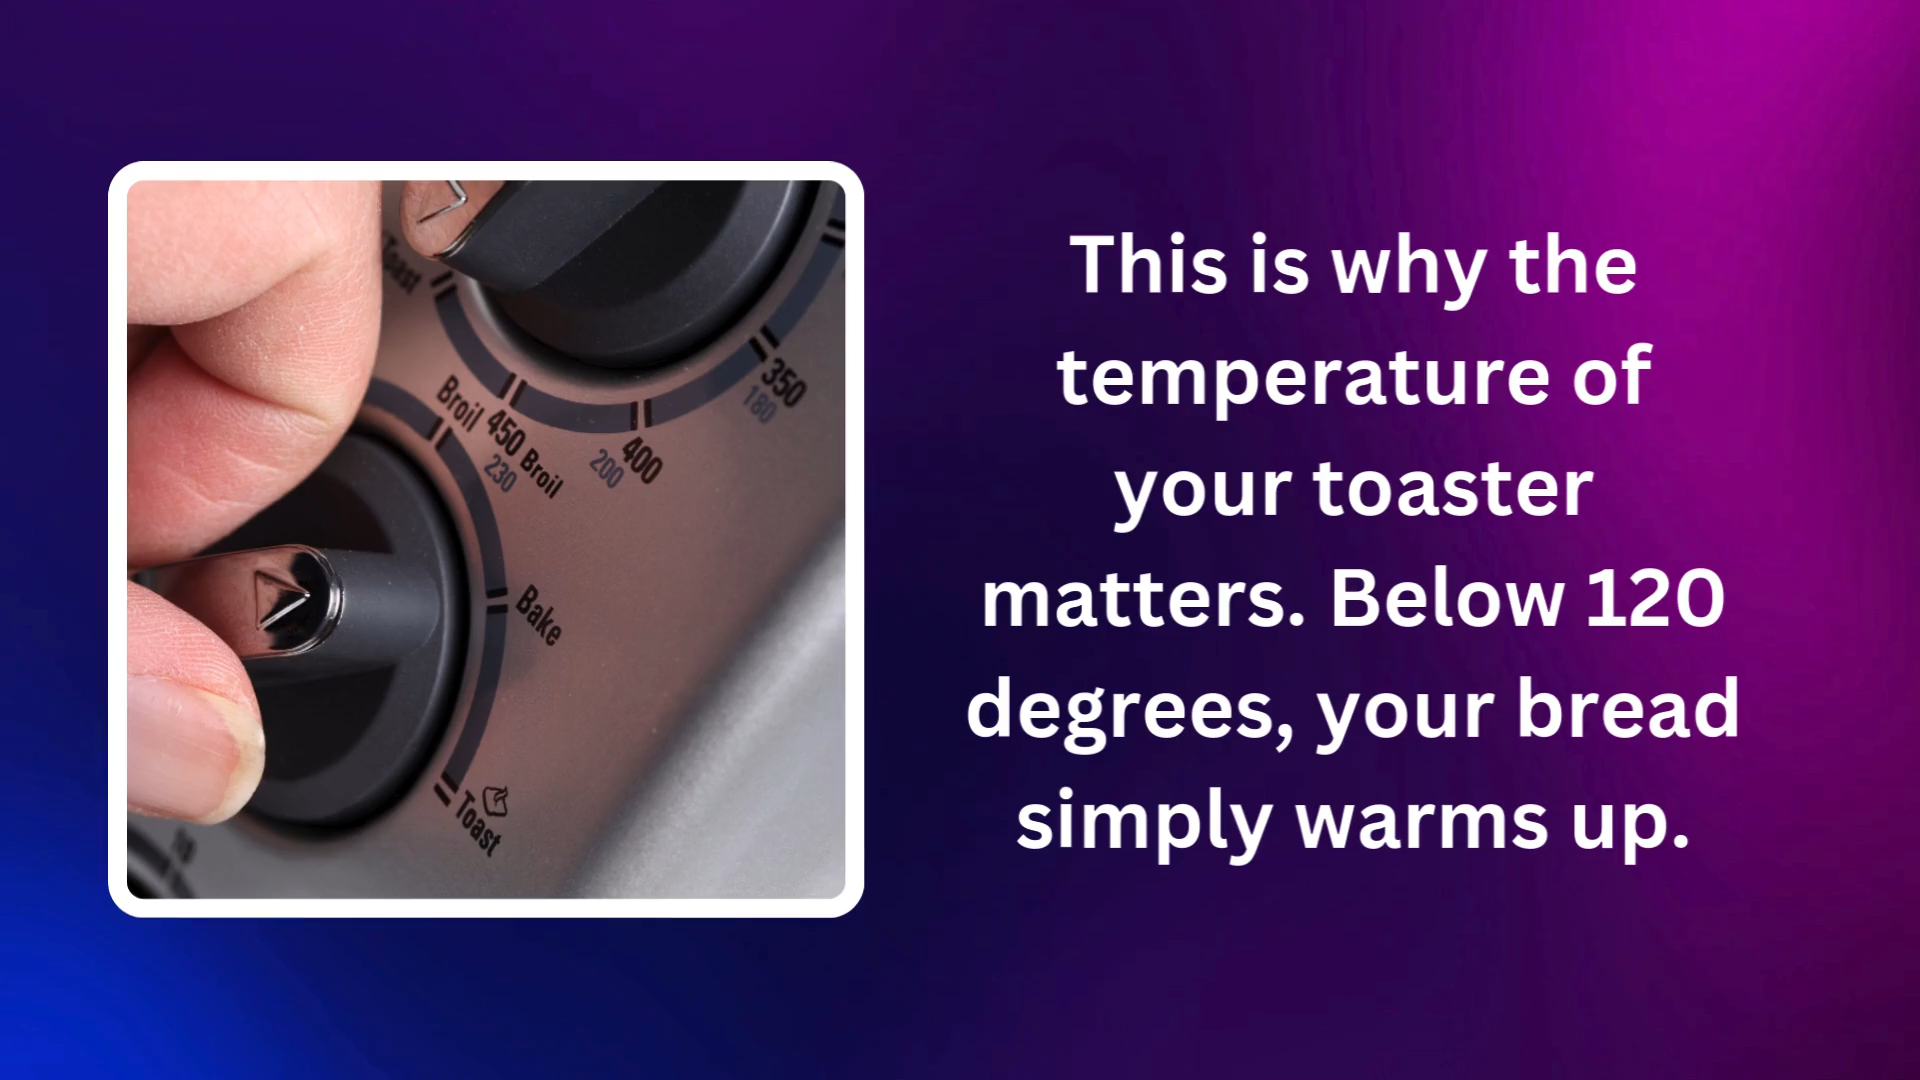 This is why the
temperature of
your toaster
matters. Below 120
degrees, your bread
simply warms up.
Toast
Broil
450 Broil
230
400
200
350
180
Bake
Toast